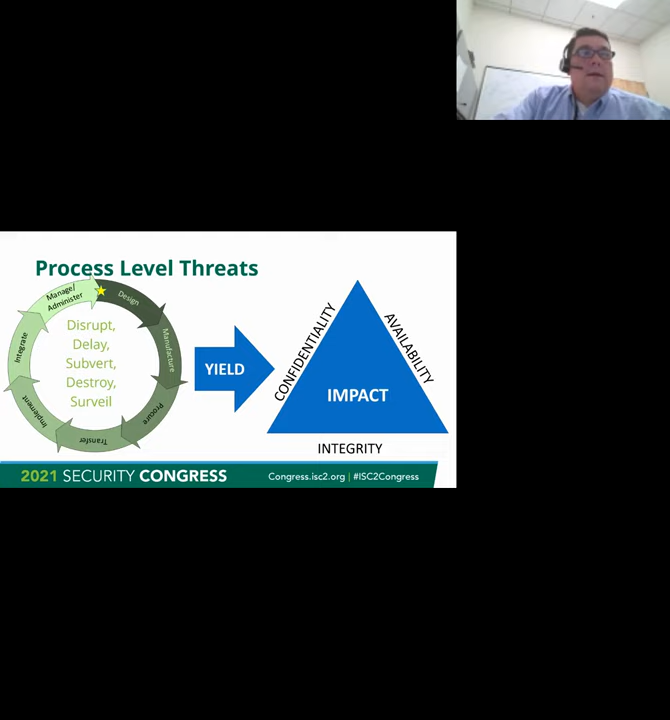 Process Level Threats
Manage/
Administer
Design
Manufacture
Procure
Transfer
Implement
Integrate
Disrupt,
Delay,
Subvert,
Destroy,
Surveil
YIELD
CONFIDENTIALITY
AVAILABILITY
IMPACT
INTEGRITY
2021 SECURITY CONGRESS
Congress.isc2.org | #ISC2Congress